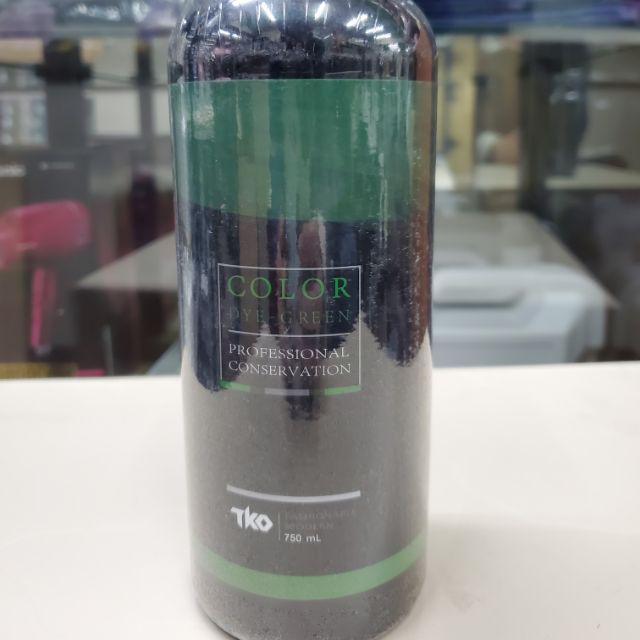 COLOR
DYE-GREEN
PROFESSIONAL
CONSERVATION
TKO
FASHIONABLE
MODERN
750 mL